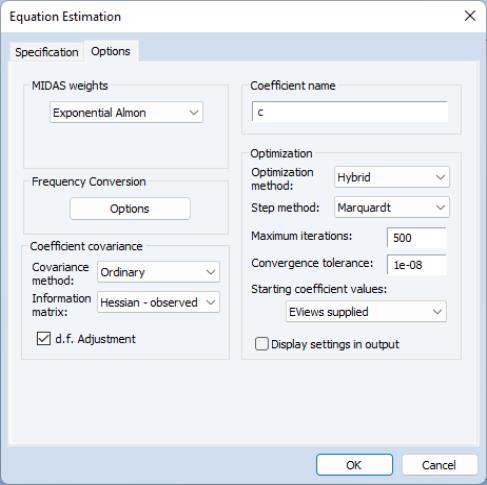 Equation Estimation
Specification
Options
MIDAS weights
Exponential Almon
Frequency Conversion
Options
Coefficient covariance
Covariance
method:
Ordinary
Information
matrix:
Hessian - observed
d.f. Adjustment
Coefficient name
c
Optimization
Optimization
method:
Hybrid
Step method:
Marquardt
Maximum iterations:
500
Convergence tolerance:
1e-08
Starting coefficient values:
EViews supplied
Display settings in output
OK
Cancel